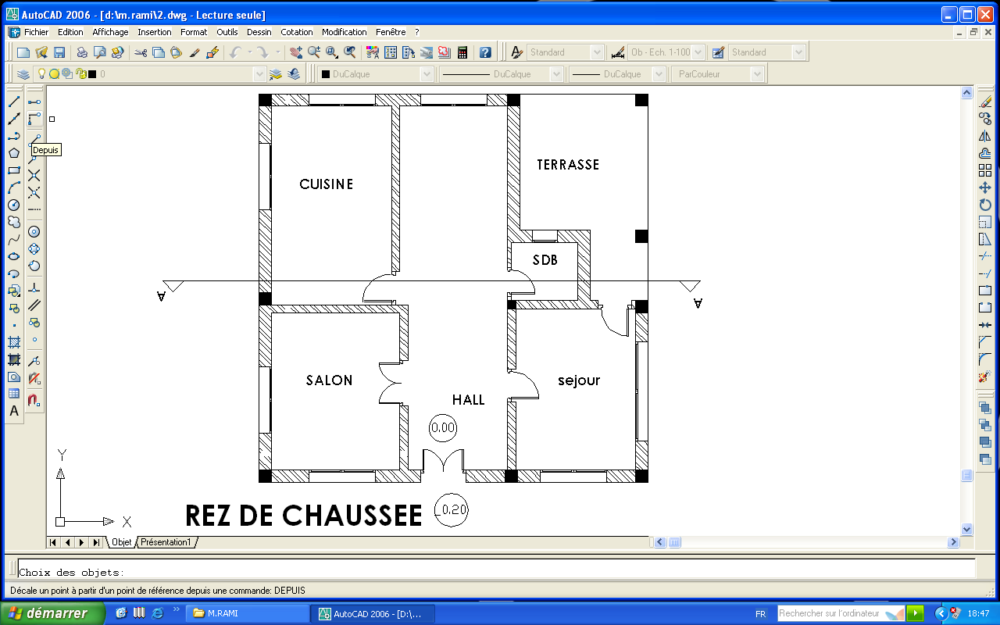 AutoCAD 2006 - [d:\m.rami\2.dwg - Lecture seule]
Fichier Edition Affichage Insertion Format Outils Dessin Cotation Modification Fenêtre ?
Standard Ob - Ech. 1-100 Standard
0 DuCalque DuCalque DuCalque ParCouleur
Depuis
TERRASSE
CUISINE
SDB
A A
SALON
sejour
HALL
0.00
REZ DE CHAUSSEE
_0.20
Y
X
A
Objet Présentation1
Choix des objets:
Décale un point à partir d'un point de référence depuis une commande: DEPUIS
démarrer
M.RAMI
AutoCAD 2006 - [D:\...
FR
Rechercher sur l'ordinateur
18:47